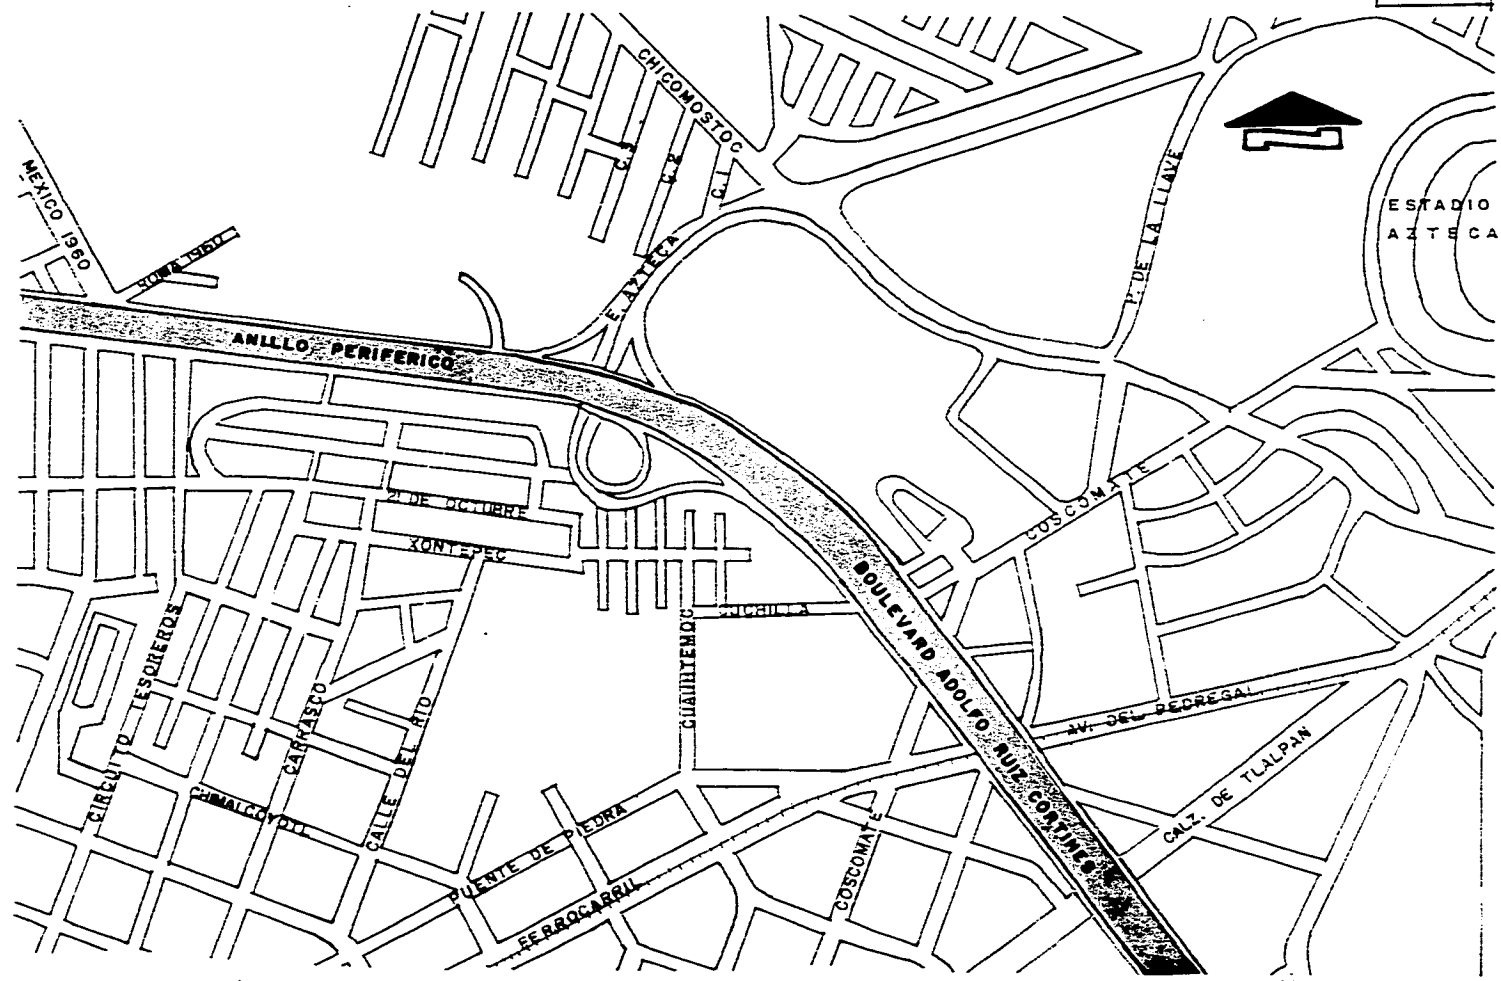 CHICOMOSTOC
C. 3
C. 2
C. 1
MEXICO 1960
ROMA 1960
E. AZTECA
P. DE LA LLAVE
ESTADIO
AZTECA
ANILLO PERIFERICO
21 DE OCTUBRE
XONTEPEC
COSCOMATE
BOULEVARD ADOLFO RUIZ CORTINES
CUCHILLA
CUAUHTEMOC
CIRCUITO TESOREROS
CARRASCO
CALLE DEL RIO
AV. DEL PEDREGAL
CALZ. DE TLALPAN
CHIMALCOYOTL
PUENTE DE PIEDRA
FERROCARRIL
COSCOMATE